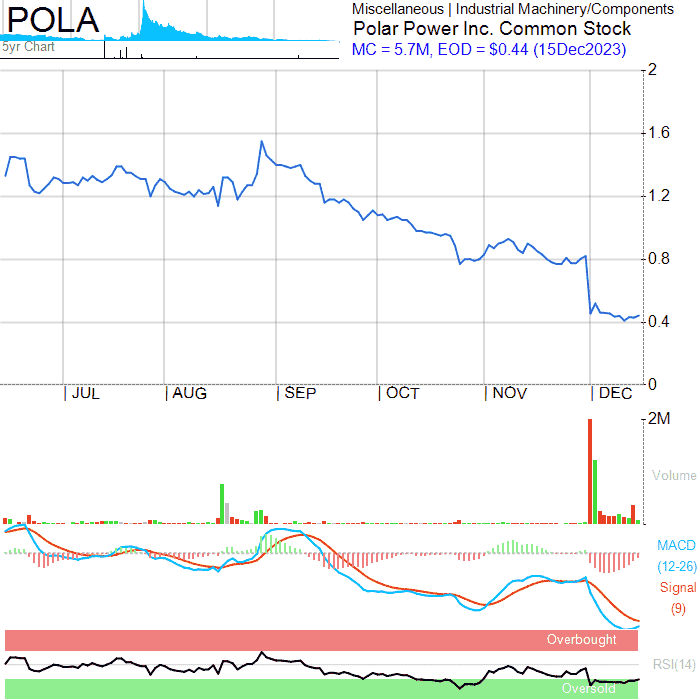 POLA
5yr Chart
Miscellaneous | Industrial Machinery/Components
Polar Power Inc. Common Stock
MC = 5.7M, EOD = $0.44 (15Dec2023)
2
1.6
1.2
0.8
0.4
0
JUL AUG SEP OCT NOV DEC
2M
Volume
MACD
(12-26)
Signal
(9)
Overbought
RSI(14)
Oversold